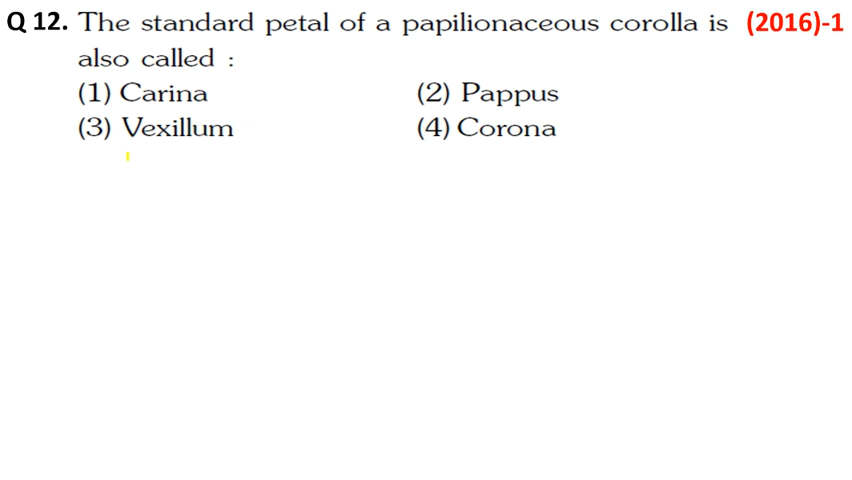 Q 12. The standard petal of a papilionaceous corolla is (2016)-1
also called :
(1) Carina (2) Pappus
(3) Vexillum (4) Corona